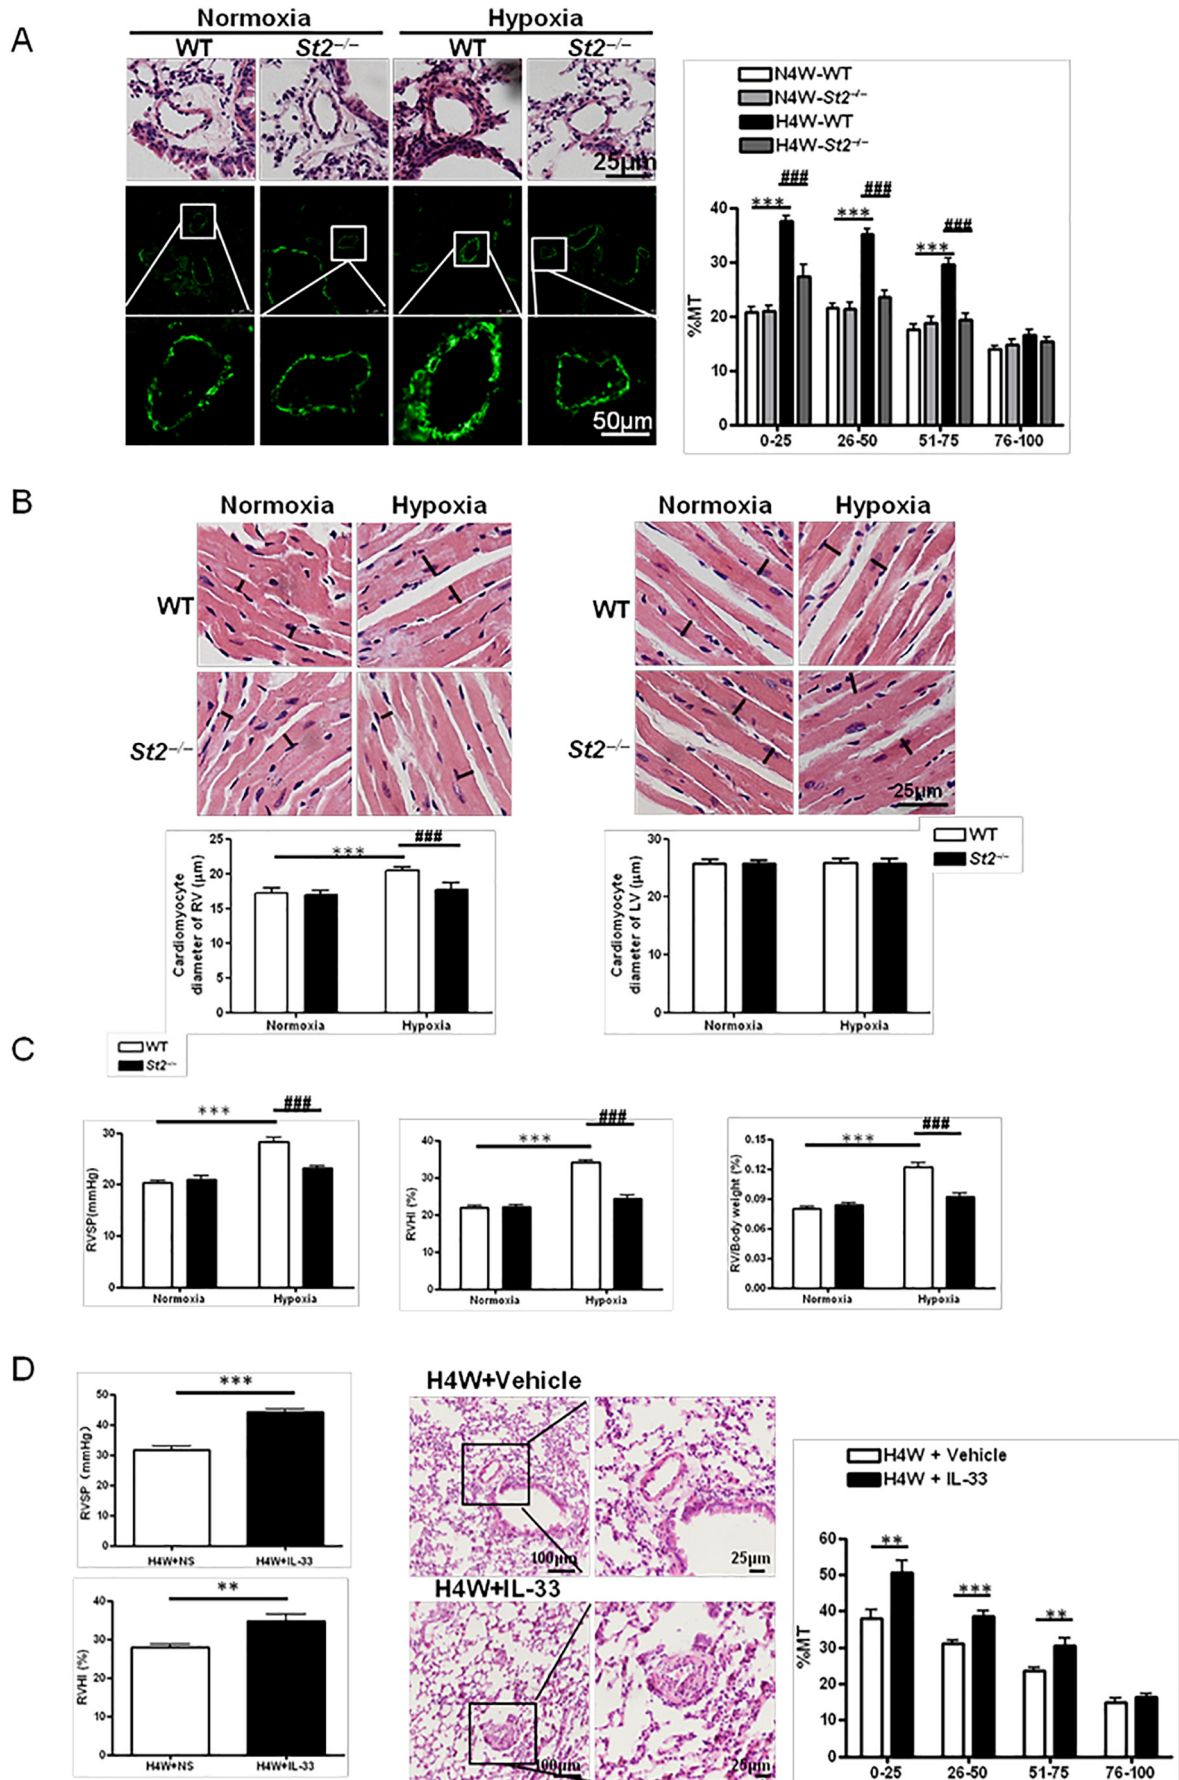 A
Normoxia Hypoxia
WT St2−/− WT St2−/−
25μm
50μm
N4W-WT
N4W-St2−/−
H4W-WT
H4W-St2−/−
###
###
###
***
***
***
40
30
20
10
0
%MT
0-25 26-50 51-75 76-100
B
Normoxia Hypoxia
Normoxia Hypoxia
WT
WT
St2−/−
St2−/−
25μm
Cardiomyocyte
diameter of RV (μm)
25
20
15
10
5
0
***
###
Normoxia Hypoxia
Cardiomyocyte
diameter of LV (μm)
30
20
10
0
Normoxia Hypoxia
WT
St2−/−
C
WT
St2−/−
RVSP(mmHg)
30
20
10
0
***
###
Normoxia Hypoxia
RVHI (%)
40
30
20
10
0
***
###
Normoxia Hypoxia
RV/Body weight (%)
0.15
0.12
0.09
0.06
0.03
0.00
***
###
Normoxia Hypoxia
D
RVSP (mmHg)
50
40
30
20
10
0
***
H4W+NS H4W+IL-33
RVHI (%)
40
30
20
10
0
**
H4W+NS H4W+IL-33
H4W+Vehicle
100μm
25μm
H4W+IL-33
100μm
25μm
H4W + Vehicle
H4W + IL-33
%MT
60
50
40
30
20
10
0
**
***
**
0-25 26-50 51-75 76-100